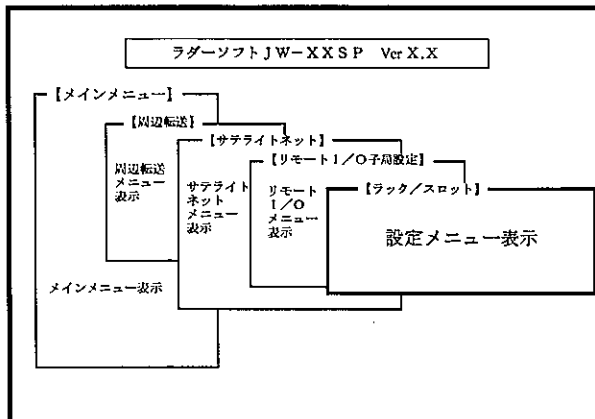 ラダーソフトJW-XXSP Ver X.X
【メインメニュー】
【周辺転送】
【サテライトネット】
【リモートI/O子局設定】
【ラック/スロット】
周辺転送
メニュー
表示
サテライト
ネット
メニュー
表示
リモート
I/O
メニュー
表示
設定メニュー表示
メインメニュー表示